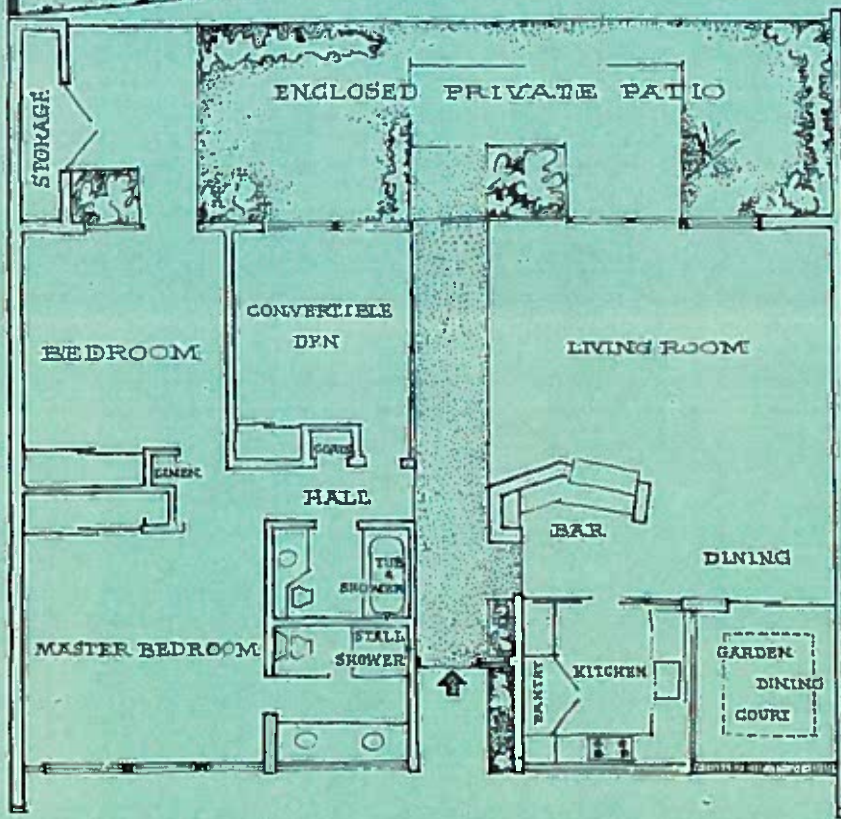 ENCLOSED PRIVATE PATIO
STORAGE
CONVERTIBLE
DEN
BEDROOM
LIVING ROOM
LINEN
HALL
BAR
DINING
TUB
&
SHOWER
STALL
SHOWER
MASTER BEDROOM
PANTRY
KITCHEN
GARDEN
DINING
COURT